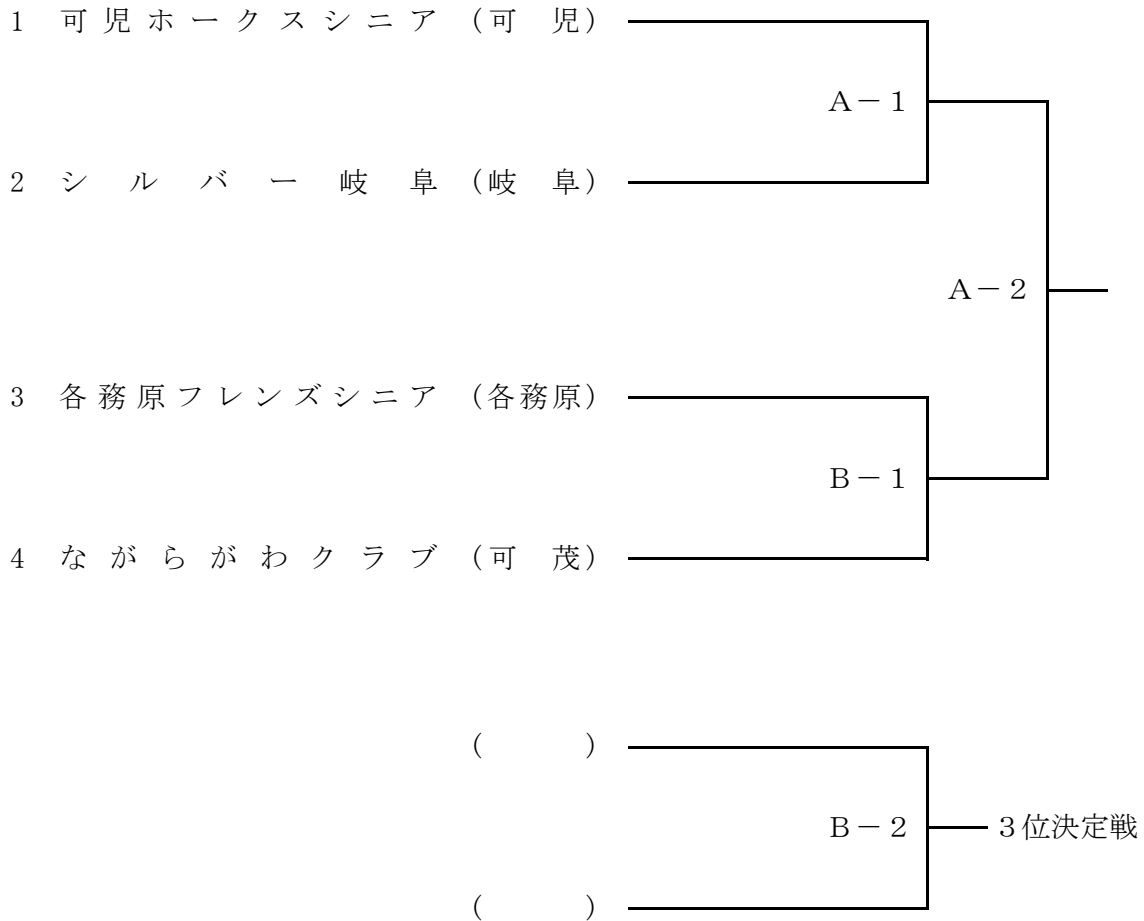 1 可児ホークスシニア (可 児)
A－1
2 シルバー岐阜 (岐 阜)
A－2
3 各務原フレンズシニア (各務原)
B－1
4 ながらがわクラブ (可 茂)
( )
B－2 3位決定戦
( )